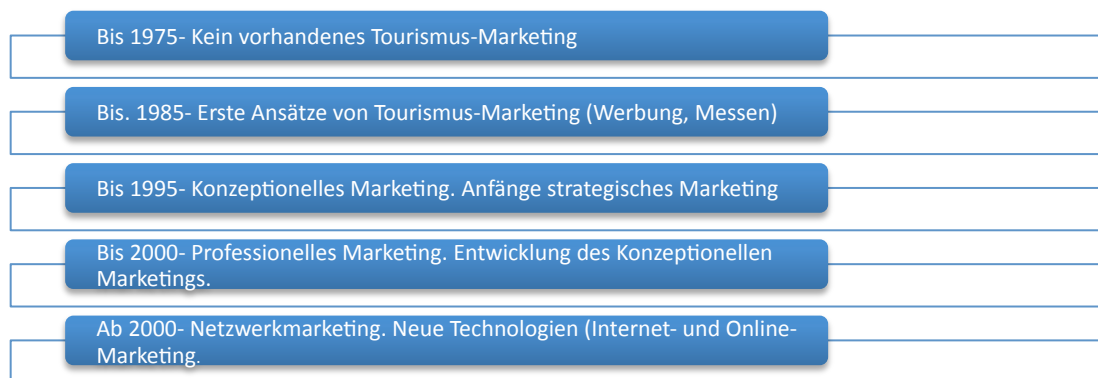 Bis 1975- Kein vorhandenes Tourismus-Marketing
Bis. 1985- Erste Ansätze von Tourismus-Marketing (Werbung, Messen)
Bis 1995- Konzeptionelles Marketing. Anfänge strategisches Marketing
Bis 2000- Professionelles Marketing. Entwicklung des Konzeptionellen
Marketings.
Ab 2000- Netzwerkmarketing. Neue Technologien (Internet- und Online-
Marketing.